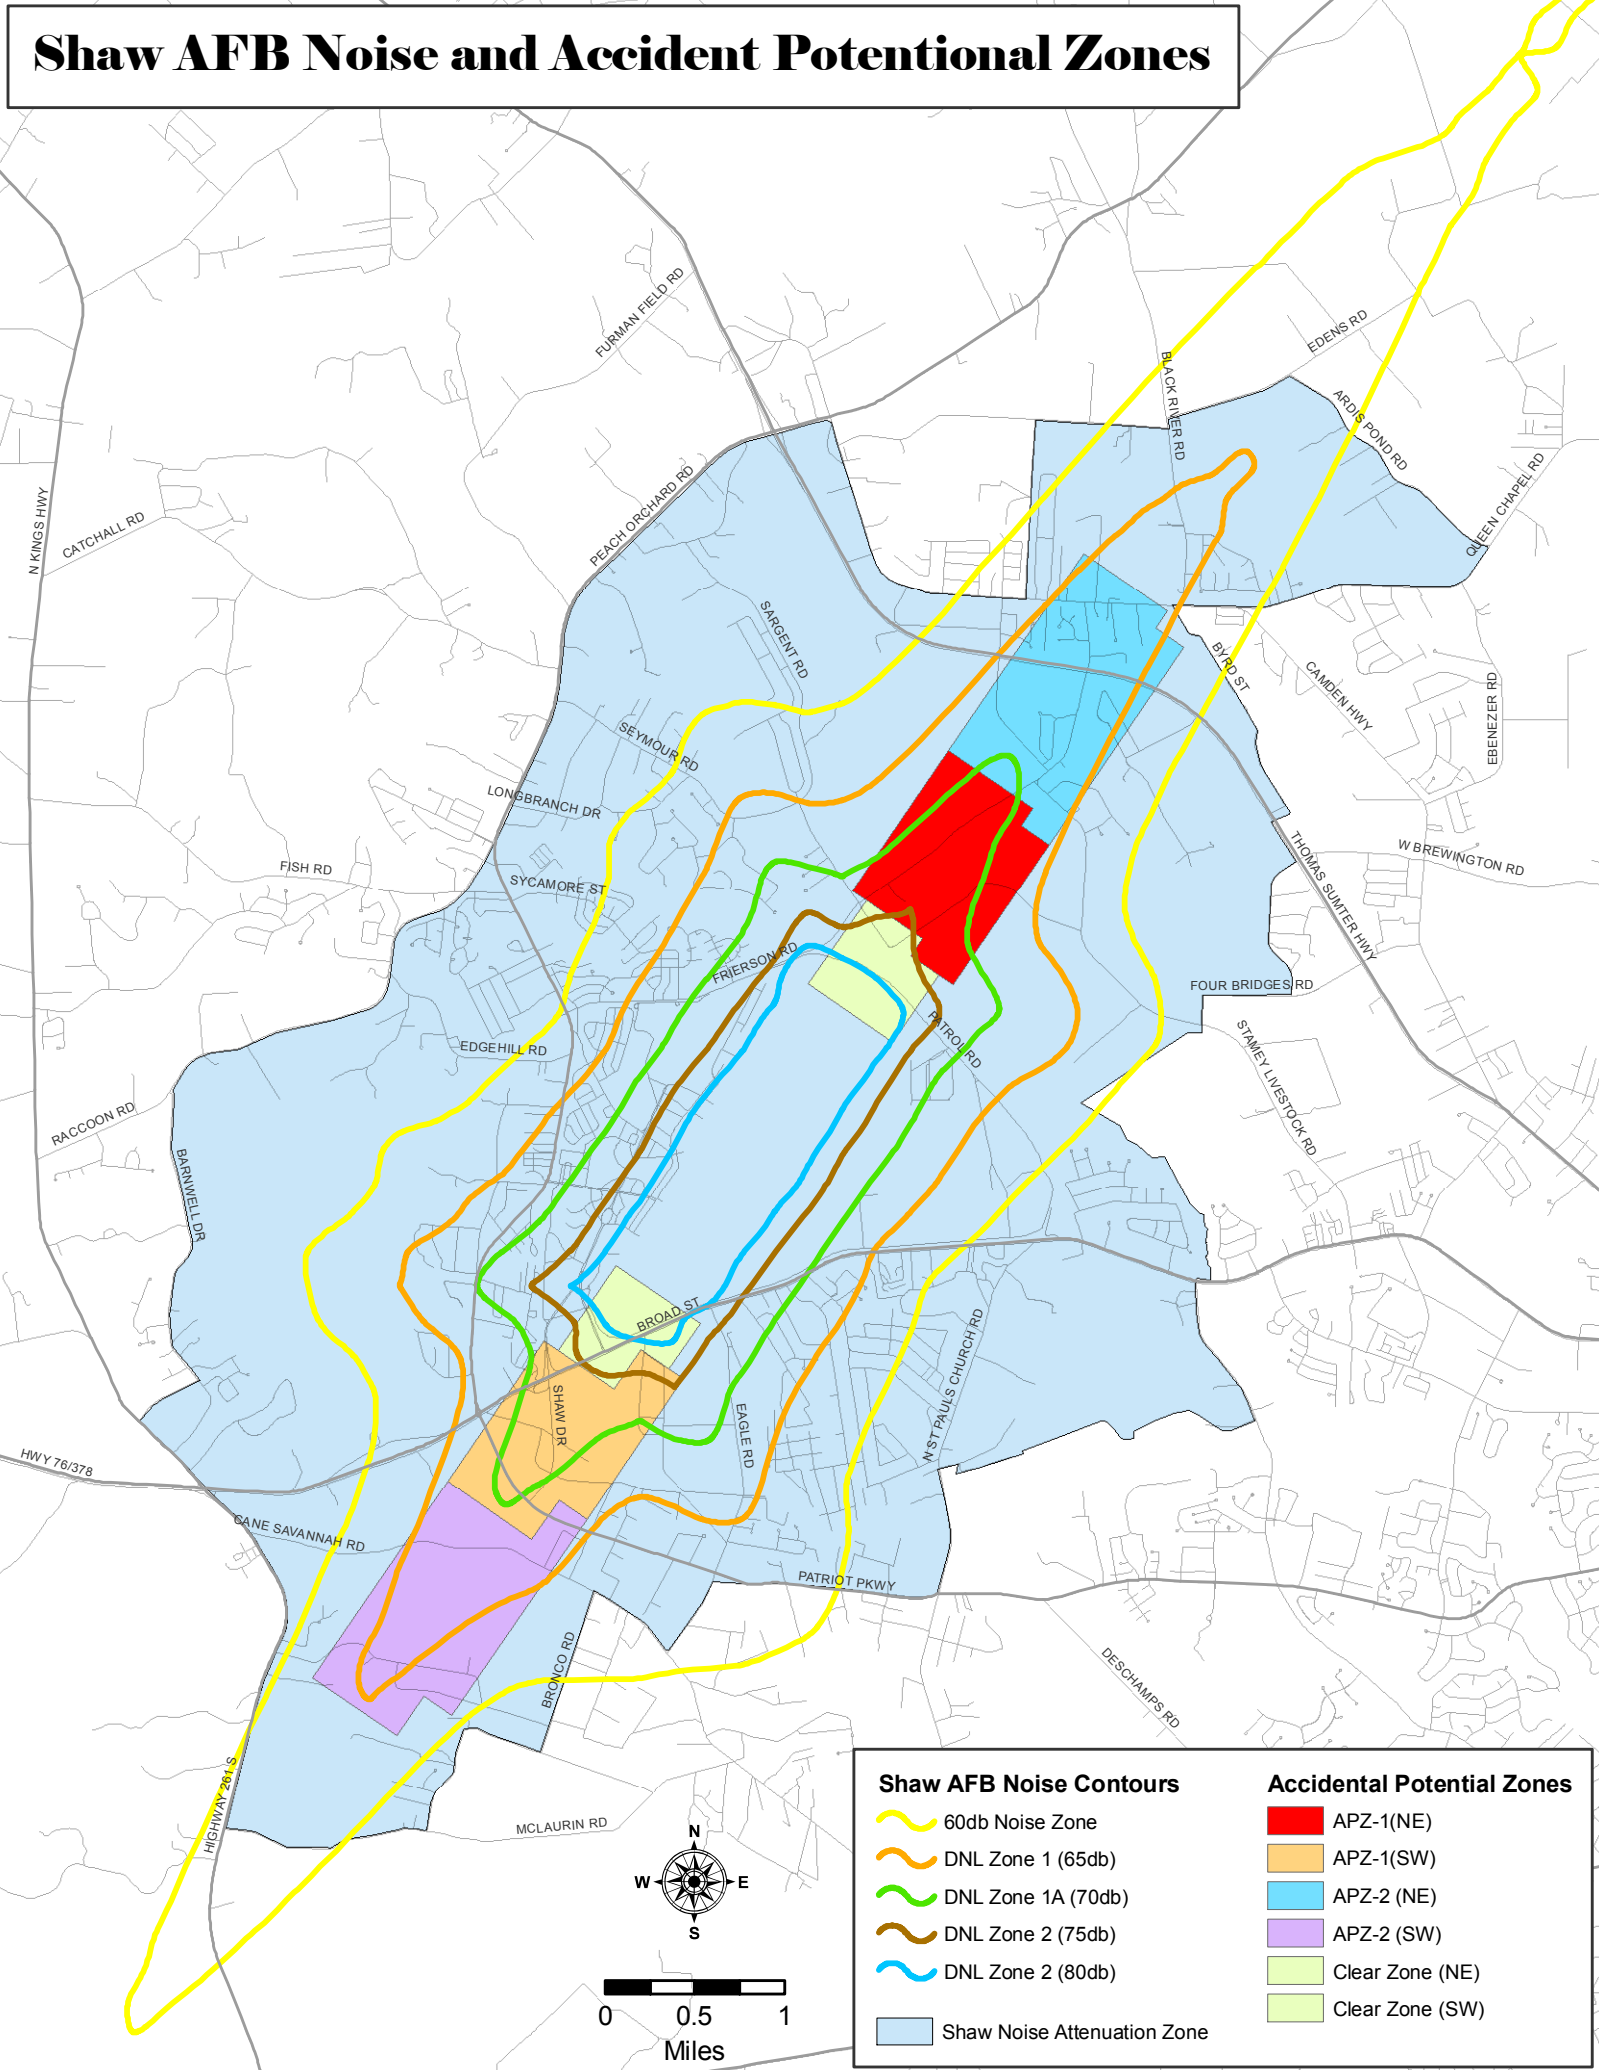 Shaw AFB Noise and Accident Potentional Zones
FURMAN FIELD RD
EDENS RD
BLACK RIVER RD
ARDIS POND RD
QUEEN CHAPEL RD
N KINGS HWY
CATCHALL RD
PEACH ORCHARD RD
SARGENT RD
BYRD ST
CAMDEN HWY
EBENEZER RD
SEYMOUR RD
LONGBRANCH DR
FISH RD
SYCAMORE ST
THOMAS SUMTER HWY
W BREWINGTON RD
FRIERSON RD
FOUR BRIDGES RD
PATROL RD
EDGEHILL RD
STAMEY LIVESTOCK RD
RACCOON RD
BARNWELL DR
BROAD ST
N ST PAULS CHURCH RD
SHAW DR
EAGLE RD
HWY 76/378
CANE SAVANNAH RD
PATRIOT PKWY
BRONCO RD
DESCHAMPS RD
HIGHWAY 261 S
MCLAURIN RD
N
W E
S
0 0.5 1
Miles
Shaw AFB Noise Contours
60db Noise Zone
DNL Zone 1 (65db)
DNL Zone 1A (70db)
DNL Zone 2 (75db)
DNL Zone 2 (80db)
Shaw Noise Attenuation Zone
Accidental Potential Zones
APZ-1(NE)
APZ-1(SW)
APZ-2 (NE)
APZ-2 (SW)
Clear Zone (NE)
Clear Zone (SW)